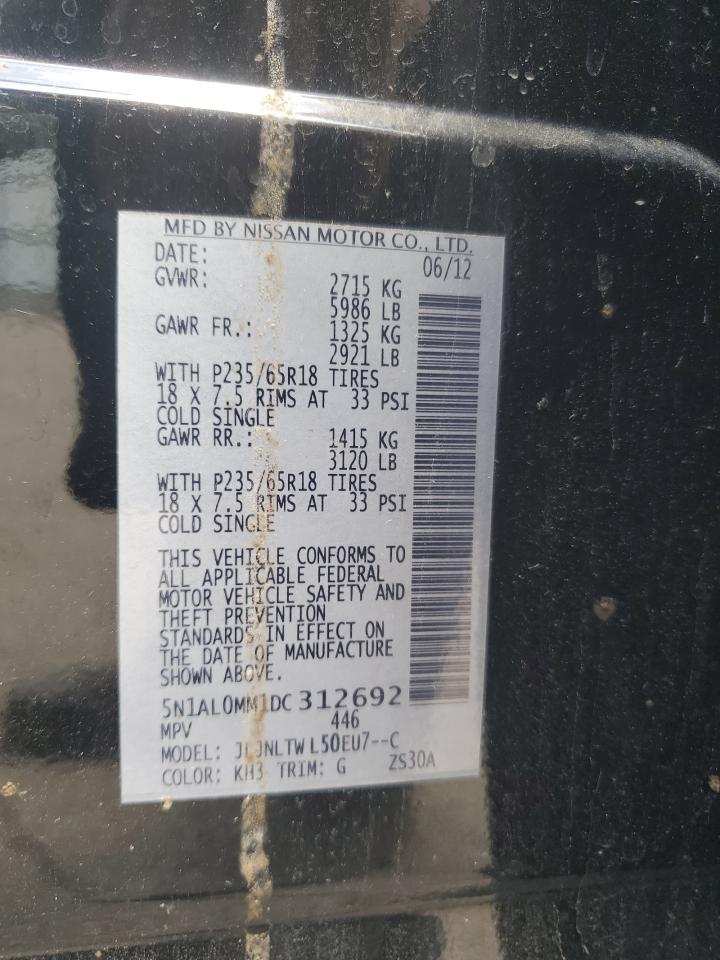 MFD BY NISSAN MOTOR CO., LTD.
DATE: 06/12
GVWR: 2715 KG
5986 LB
GAWR FR.: 1325 KG
2921 LB
WITH P235/65R18 TIRES
18 X 7.5 RIMS AT 33 PSI
COLD SINGLE
GAWR RR.: 1415 KG
3120 LB
WITH P235/65R18 TIRES
18 X 7.5 RIMS AT 33 PSI
COLD SINGLE
THIS VEHICLE CONFORMS TO
ALL APPLICABLE FEDERAL
MOTOR VEHICLE SAFETY AND
THEFT PREVENTION
STANDARDS IN EFFECT ON
THE DATE OF MANUFACTURE
SHOWN ABOVE.
5N1AL0MM1DC312692
MPV 446
MODEL:
COLOR: KH3 TRIM: G ZS30A